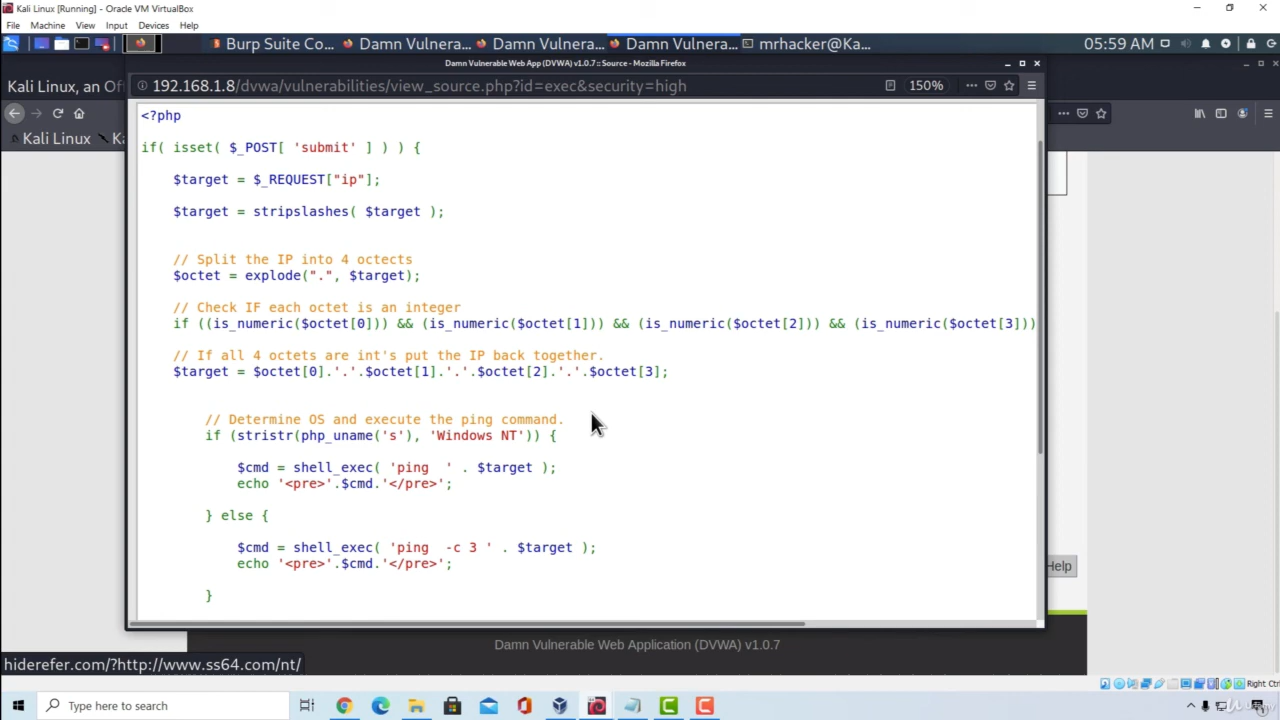 Kali Linux [Running] - Oracle VM VirtualBox
File Machine View Input Devices Help
Burp Suite Co... Damn Vulnera... Damn Vulnera... Damn Vulnera... mrhacker@Ka... 05:59 AM
Damn Vulnerable Web App (DVWA) v1.0.7 :: Source - Mozilla Firefox
Kali Linux, an Of
192.168.1.8/dvwa/vulnerabilities/view_source.php?id=exec&security=high 150%
Kali Linux Ka
<?php
if( isset( $_POST[ 'submit' ] ) ) {
$target = $_REQUEST["ip"];
$target = stripslashes( $target );
// Split the IP into 4 octects
$octet = explode(".", $target);
// Check IF each octet is an integer
if ((is_numeric($octet[0])) && (is_numeric($octet[1])) && (is_numeric($octet[2])) && (is_numeric($octet[3]))
// If all 4 octets are int's put the IP back together.
$target = $octet[0].'.'.$octet[1].'.'.$octet[2].'.'.$octet[3];
// Determine OS and execute the ping command.
if (stristr(php_uname('s'), 'Windows NT')) {
$cmd = shell_exec( 'ping  ' . $target );
echo '<pre>'.$cmd.'</pre>';
} else {
$cmd = shell_exec( 'ping  -c 3 ' . $target );
echo '<pre>'.$cmd.'</pre>';
}
Help
Damn Vulnerable Web Application (DVWA) v1.0.7
hiderefer.com/?http://www.ss64.com/nt/
Right Ctrl
Type here to search